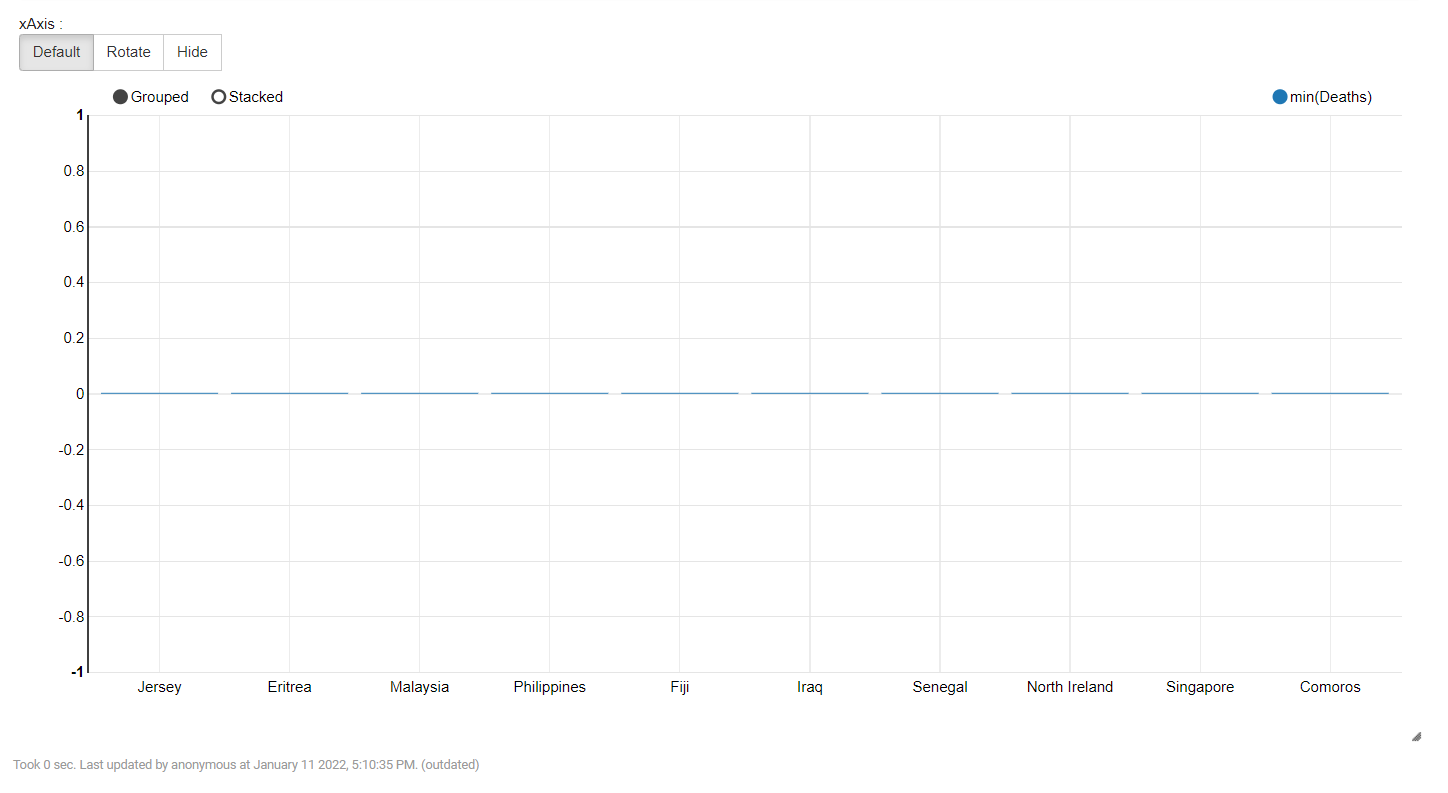 xAxis :
Default Rotate Hide
Grouped Stacked min(Deaths)
1
0.8
0.6
0.4
0.2
0
-0.2
-0.4
-0.6
-0.8
-1
Jersey Eritrea Malaysia Philippines Fiji Iraq Senegal North Ireland Singapore Comoros
Took 0 sec. Last updated by anonymous at January 11 2022, 5:10:35 PM. (outdated)